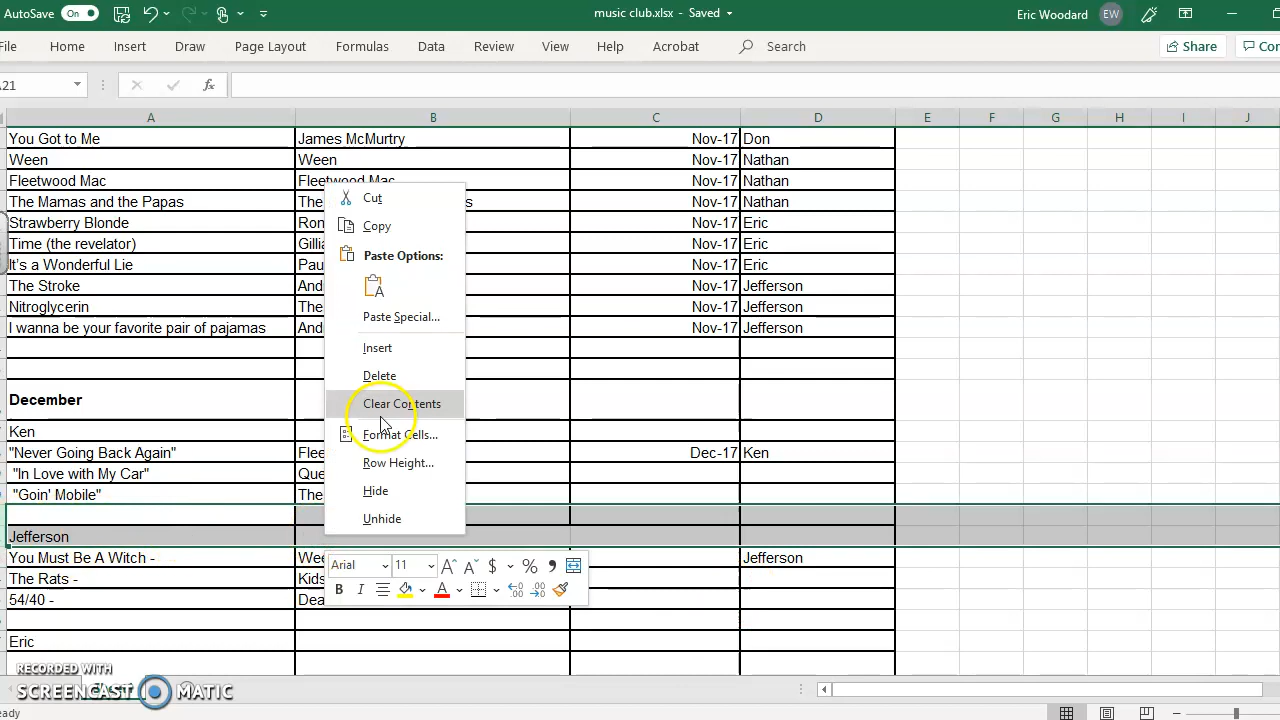 AutoSave On music club.xlsx - Saved Eric Woodard EW
File Home Insert Draw Page Layout Formulas Data Review View Help Acrobat Search Share Com
A21 fx
A B C D E F G H I J
You Got to Me James McMurtry Nov-17 Don
Ween Ween Nov-17 Nathan
Fleetwood Mac Fleetwood Mac Nov-17 Nathan
The Mamas and the Papas The s Nov-17 Nathan
Strawberry Blonde Ron Nov-17 Eric
Time (the revelator) Gillia Nov-17 Eric
It's a Wonderful Lie Pau Nov-17 Eric
The Stroke Andi Nov-17 Jefferson
Nitroglycerin The Nov-17 Jefferson
I wanna be your favorite pair of pajamas Andi Nov-17 Jefferson
December
Ken
"Never Going Back Again" Flee Dec-17 Ken
"In Love with My Car" Que
"Goin' Mobile" The
Jefferson
You Must Be A Witch - Wee Jefferson
The Rats - Kids
54/40 - Dea
Eric
Cut
Copy
Paste Options:
Paste Special...
Insert
Delete
Clear Contents
Format Cells...
Row Height...
Hide
Unhide
Arial 11 A A $ % ,
B I A
RECORDED WITH
SCREENCAST MATIC
eady